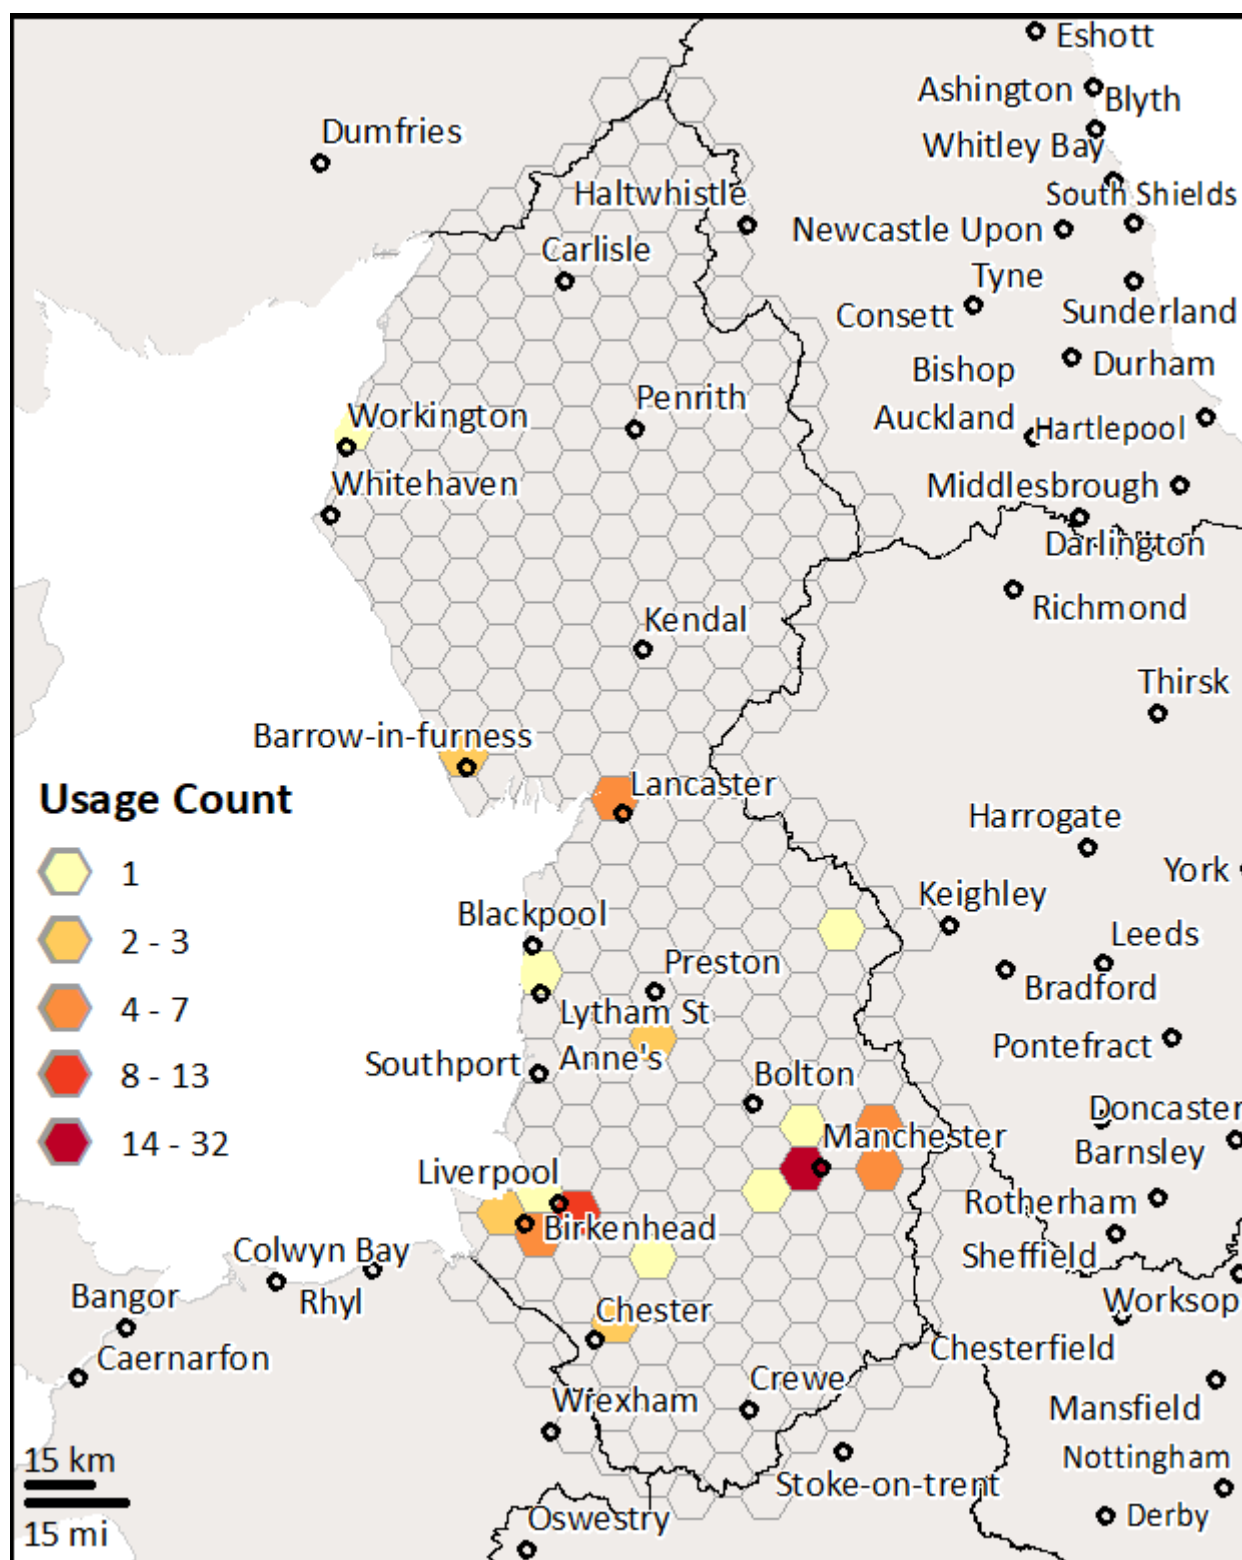 Eshott
Ashington
Blyth
Dumfries
Whitley Bay
Haltwhistle
South Shields
Newcastle Upon
Tyne
Carlisle
Consett
Sunderland
Bishop
Auckland
Durham
Penrith
Workington
Hartlepool
Whitehaven
Middlesbrough
Darlington
Richmond
Kendal
Thirsk
Barrow-in-furness
Lancaster
Usage Count
1
2 - 3
4 - 7
8 - 13
14 - 32
Harrogate
York
Keighley
Blackpool
Leeds
Preston
Bradford
Lytham St
Anne's
Pontefract
Southport
Bolton
Doncaster
Manchester
Barnsley
Liverpool
Rotherham
Birkenhead
Sheffield
Colwyn Bay
Rhyl
Bangor
Worksop
Chester
Caernarfon
Chesterfield
Crewe
Wrexham
Mansfield
Nottingham
15 km
15 mi
Stoke-on-trent
Oswestry
Derby